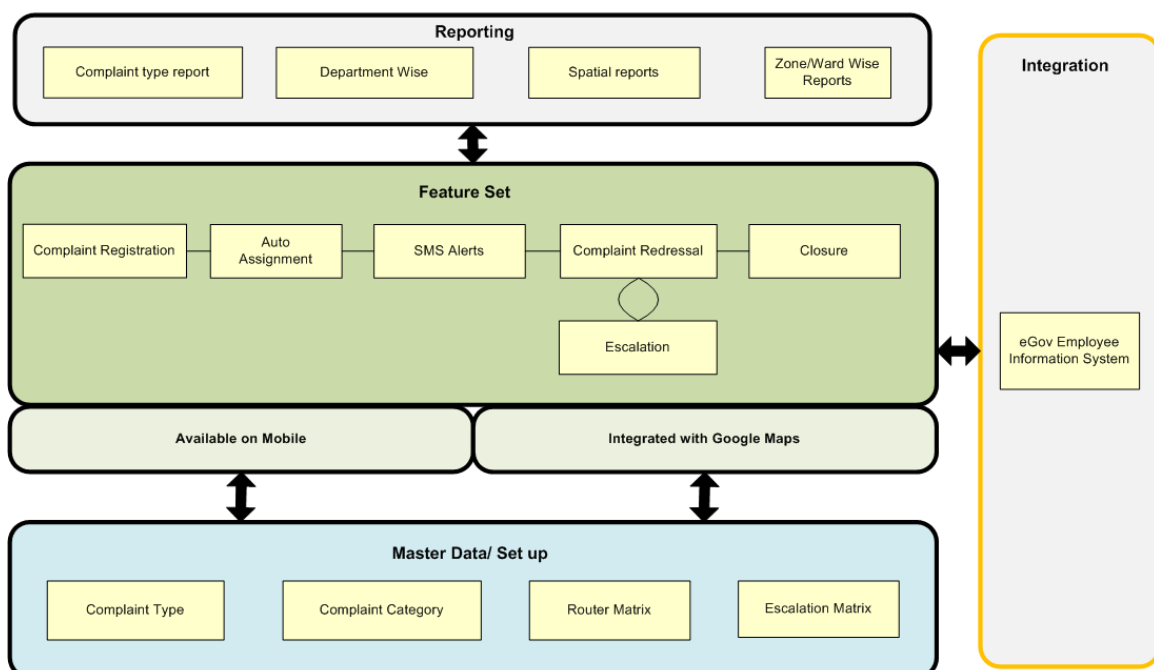 Reporting
Complaint type report
Department Wise
Spatial reports
Zone/Ward Wise
Reports
Integration
Feature Set
Complaint Registration
Auto
Assignment
SMS Alerts
Complaint Redressal
Closure
Escalation
eGov Employee
Information System
Available on Mobile
Integrated with Google Maps
Master Data/ Set up
Complaint Type
Complaint Category
Router Matrix
Escalation Matrix